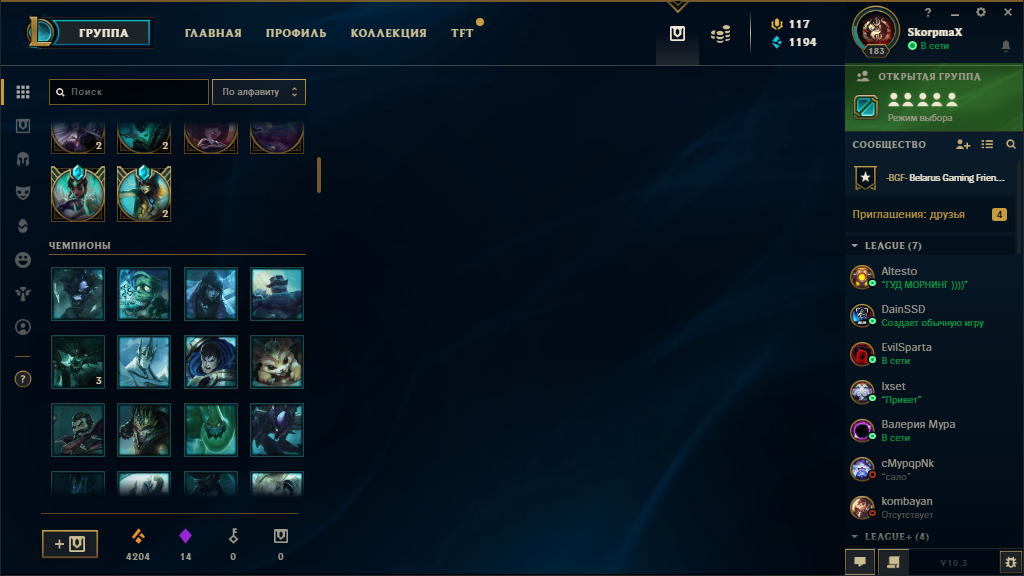 ГРУППА
ГЛАВНАЯ
ПРОФИЛЬ
КОЛЛЕКЦИЯ
TFT
117
1194
183
?
SkorpmaX
В сети
Поиск
По алфавиту
ОТКРЫТАЯ ГРУППА
Режим выбора
СООБЩЕСТВО
-BGF- Belarus Gaming Frien...
Приглашения: друзья
4
LEAGUE (7)
Altesto
"ГУД МОРНИНГ ))))"
DainSSD
Создает обычную игру
EvilSparta
В сети
Ixset
"Привет"
Валерия Мура
В сети
cMypqpNk
"сало"
kombayan
Отсутствует
LEAGUE+ (4)
V10.3
2
2
2
ЧЕМПИОНЫ
3
?
+
4204
14
0
0